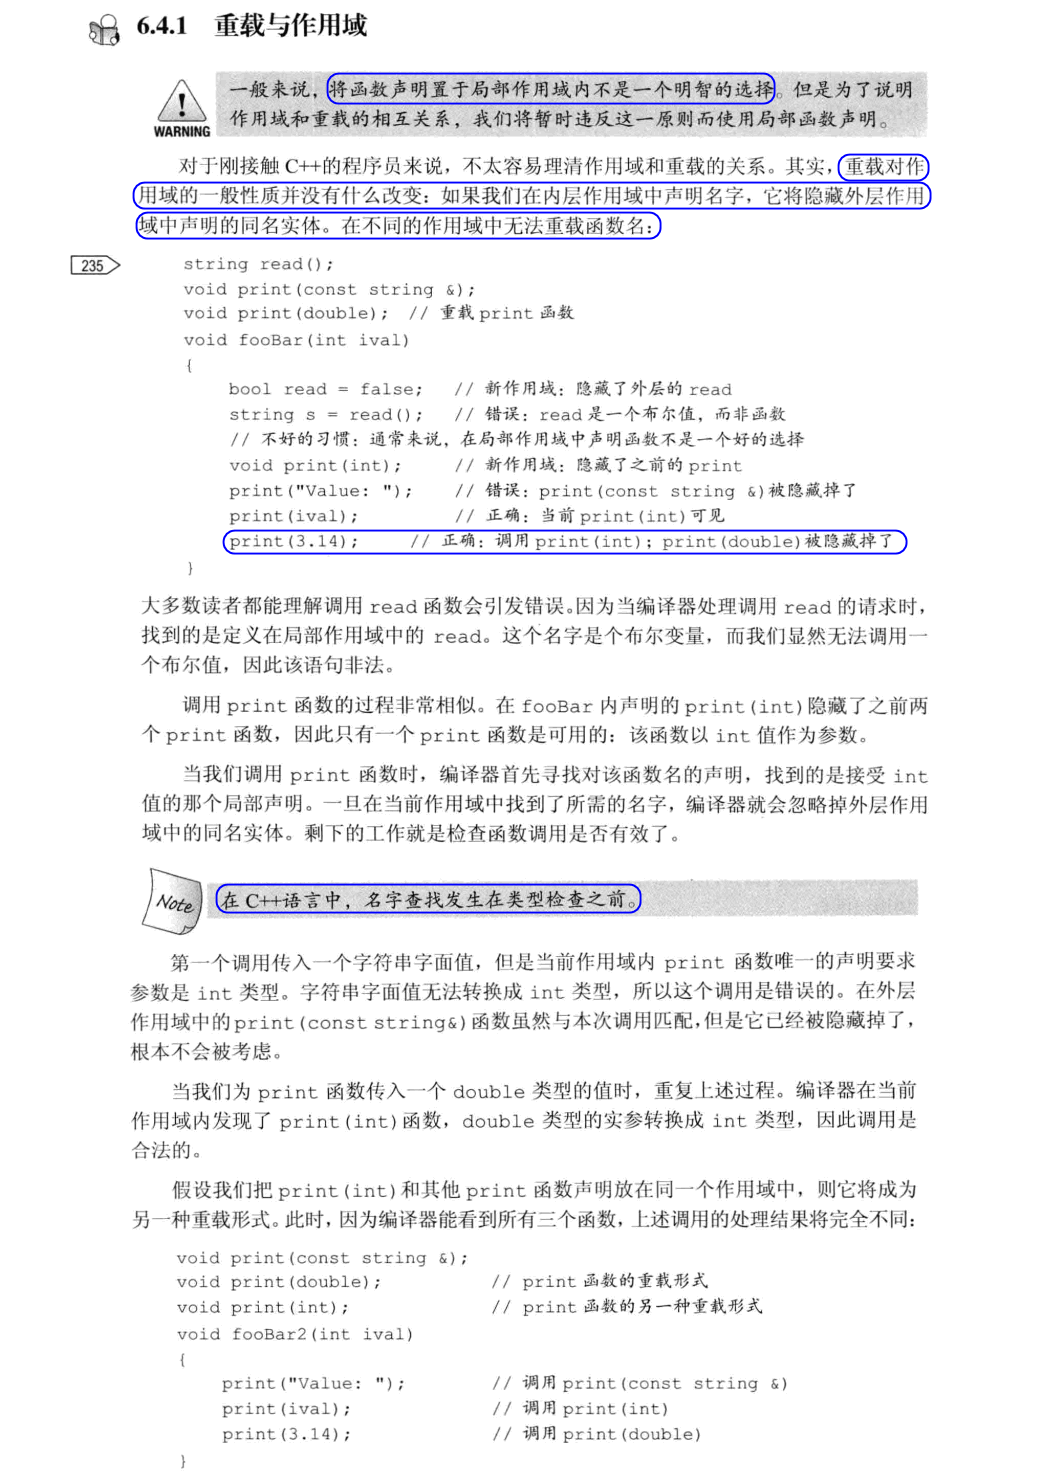 6.4.1 重载与作用域
一般来说，将函数声明置于局部作用域内不是一个明智的选择。但是为了说明
作用域和重载的相互关系，我们将暂时违反这一原则而使用局部函数声明。
WARNING
对于刚接触 C++的程序员来说，不太容易理清作用域和重载的关系。其实，重载对作
用域的一般性质并没有什么改变：如果我们在内层作用域中声明名字，它将隐藏外层作用
域中声明的同名实体。在不同的作用域中无法重载函数名：
235
string read();
void print(const string &);
void print(double); // 重载 print 函数
void fooBar(int ival)
{
bool read = false; // 新作用域：隐藏了外层的 read
string s = read(); // 错误：read 是一个布尔值，而非函数
// 不好的习惯：通常来说，在局部作用域中声明函数不是一个好的选择
void print(int); // 新作用域：隐藏了之前的 print
print("Value: "); // 错误：print(const string &)被隐藏掉了
print(ival); // 正确：当前 print(int)可见
print(3.14); // 正确：调用 print(int); print(double)被隐藏掉了
}
大多数读者都能理解调用 read 函数会引发错误。因为当编译器处理调用 read 的请求时，
找到的是定义在局部作用域中的 read。这个名字是个布尔变量，而我们显然无法调用一
个布尔值，因此该语句非法。
调用 print 函数的过程非常相似。在 fooBar 内声明的 print(int)隐藏了之前两
个 print 函数，因此只有一个 print 函数是可用的：该函数以 int 值作为参数。
当我们调用 print 函数时，编译器首先寻找对该函数名的声明，找到的是接受 int
值的那个局部声明。一旦在当前作用域中找到了所需的名字，编译器就会忽略掉外层作用
域中的同名实体。剩下的工作就是检查函数调用是否有效了。
Note 在 C++语言中，名字查找发生在类型检查之前。
第一个调用传入一个字符串字面值，但是当前作用域内 print 函数唯一的声明要求
参数是 int 类型。字符串字面值无法转换成 int 类型，所以这个调用是错误的。在外层
作用域中的print(const string&)函数虽然与本次调用匹配，但是它已经被隐藏掉了，
根本不会被考虑。
当我们为 print 函数传入一个 double 类型的值时，重复上述过程。编译器在当前
作用域内发现了 print(int)函数，double 类型的实参转换成 int 类型，因此调用是
合法的。
假设我们把 print(int)和其他 print 函数声明放在同一个作用域中，则它将成为
另一种重载形式。此时，因为编译器能看到所有三个函数，上述调用的处理结果将完全不同：
void print(const string &);
void print(double); // print 函数的重载形式
void print(int); // print 函数的另一种重载形式
void fooBar2(int ival)
{
print("Value: "); // 调用 print(const string &)
print(ival); // 调用 print(int)
print(3.14); // 调用 print(double)
}